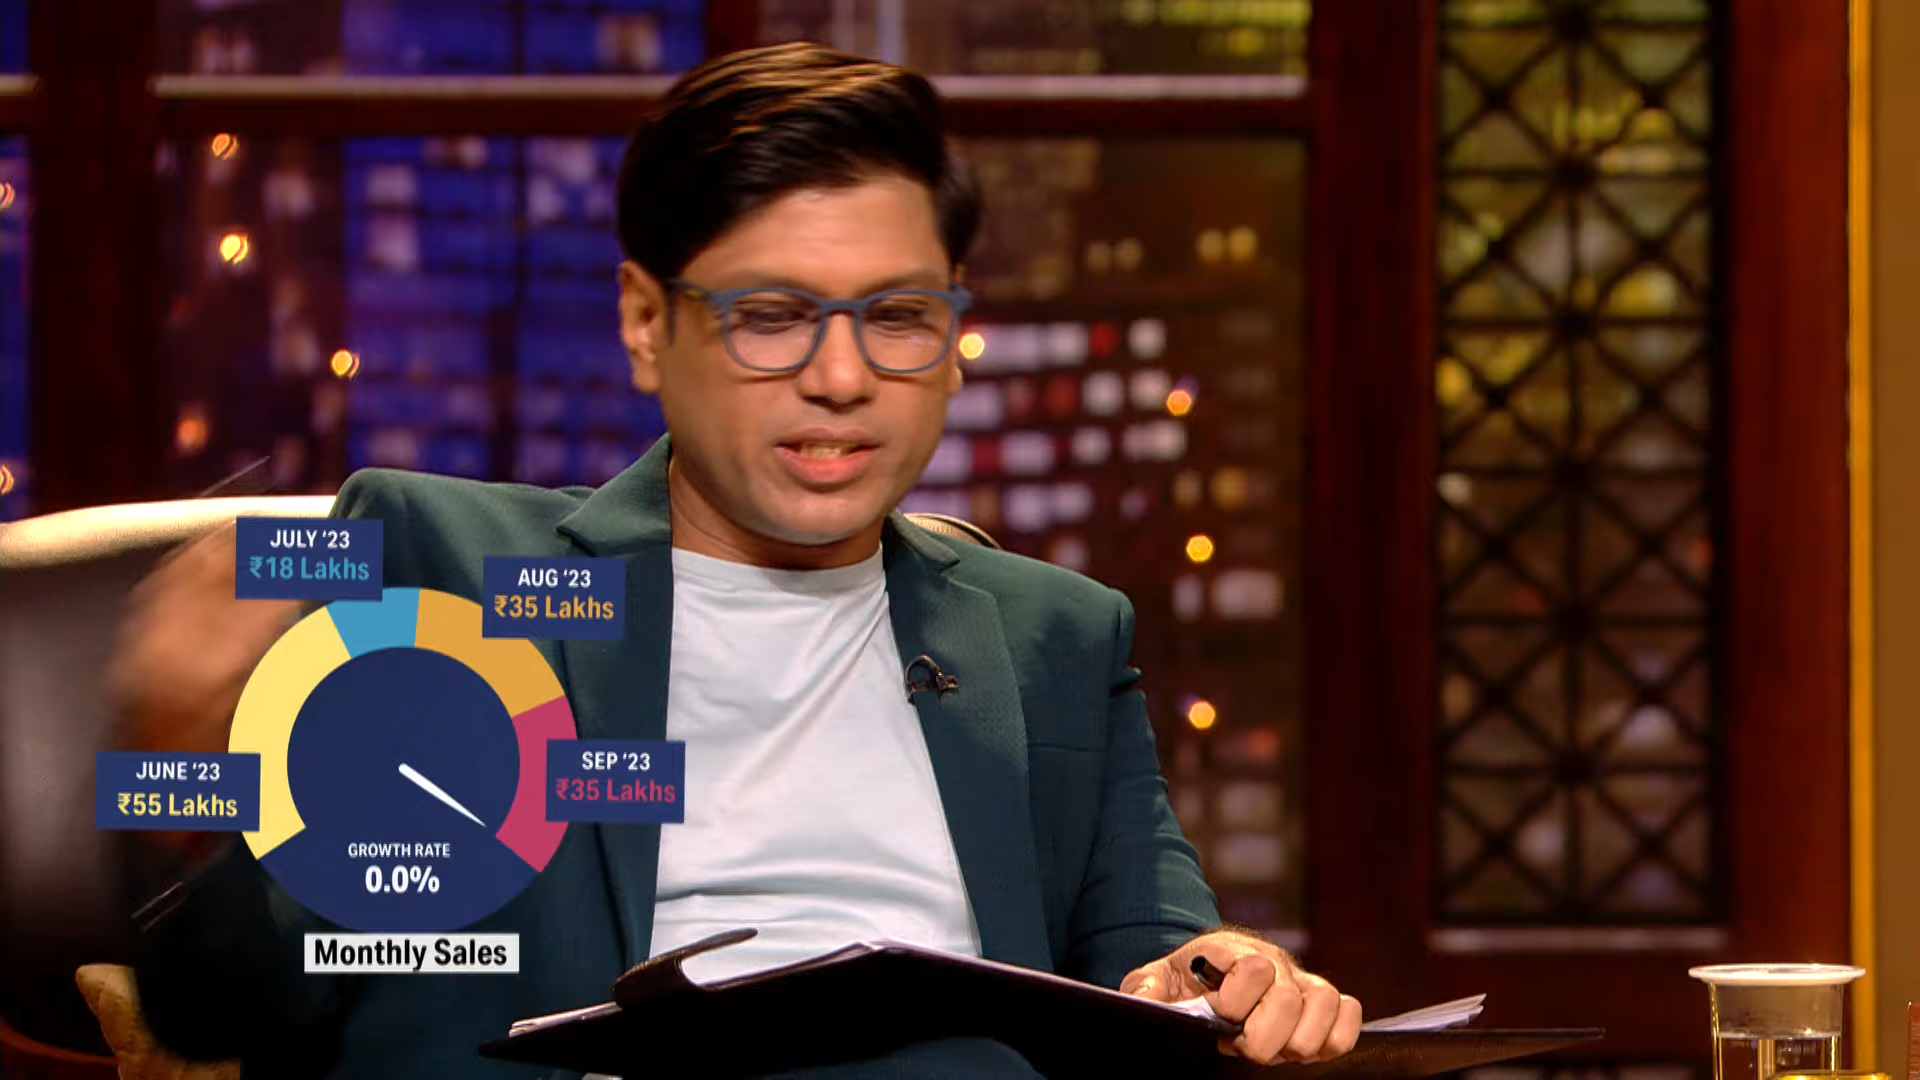 JULY ‘23
₹18 Lakhs
AUG ‘23
₹35 Lakhs
JUNE ‘23
₹55 Lakhs
SEP ‘23
₹35 Lakhs
GROWTH RATE
0.0%
Monthly Sales